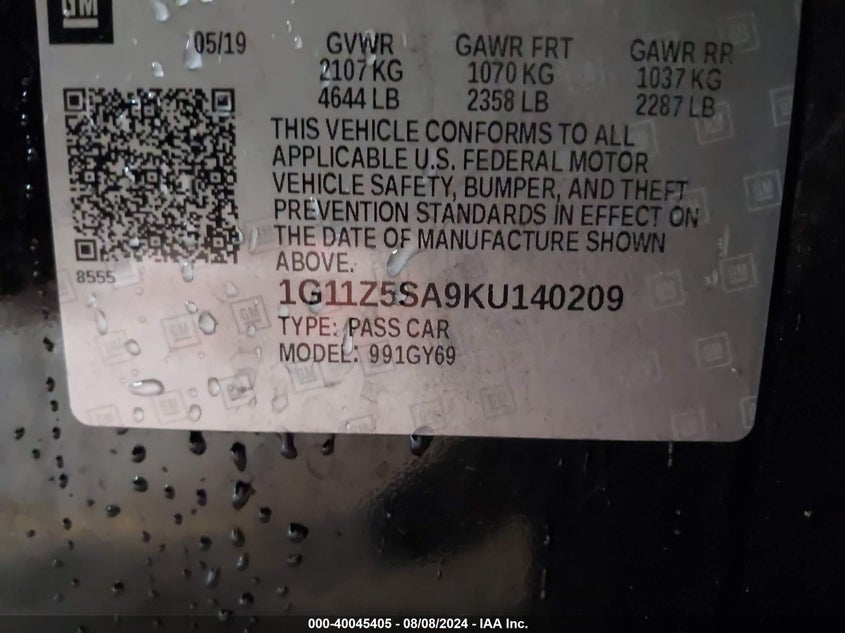 GM
05/19
GVWR
2107 KG
4644 LB
GAWR FRT
1070 KG
2358 LB
GAWR RR
1037 KG
2287 LB
THIS VEHICLE CONFORMS TO ALL
APPLICABLE U.S. FEDERAL MOTOR
VEHICLE SAFETY, BUMPER, AND THEFT
PREVENTION STANDARDS IN EFFECT ON
THE DATE OF MANUFACTURE SHOWN
ABOVE.
8555
1G11Z5SA9KU140209
TYPE: PASS CAR
MODEL: 991GY69
000-40045405 - 08/08/2024 - IAA Inc.